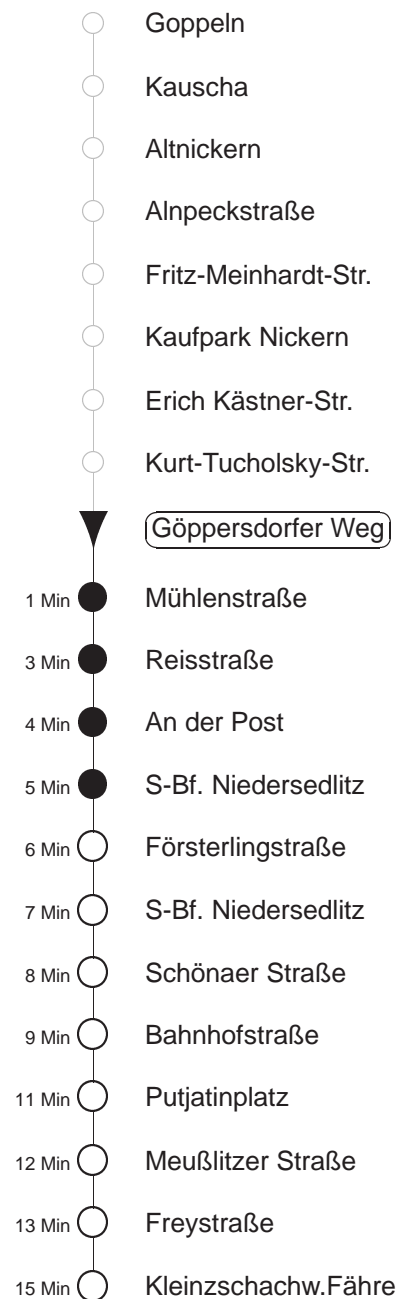 Goppeln
Kauscha
Altnickern
Alnpeckstraße
Fritz-Meinhardt-Str.
Kaufpark Nickern
Erich Kästner-Str.
Kurt-Tucholsky-Str.
Göppersdorfer Weg
1 Min Mühlenstraße
3 Min Reisstraße
4 Min An der Post
5 Min S-Bf. Niedersedlitz
6 Min Försterlingstraße
7 Min S-Bf. Niedersedlitz
8 Min Schönaer Straße
9 Min Bahnhofstraße
11 Min Putjatinplatz
12 Min Meußlitzer Straße
13 Min Freystraße
15 Min Kleinzschachw.Fähre